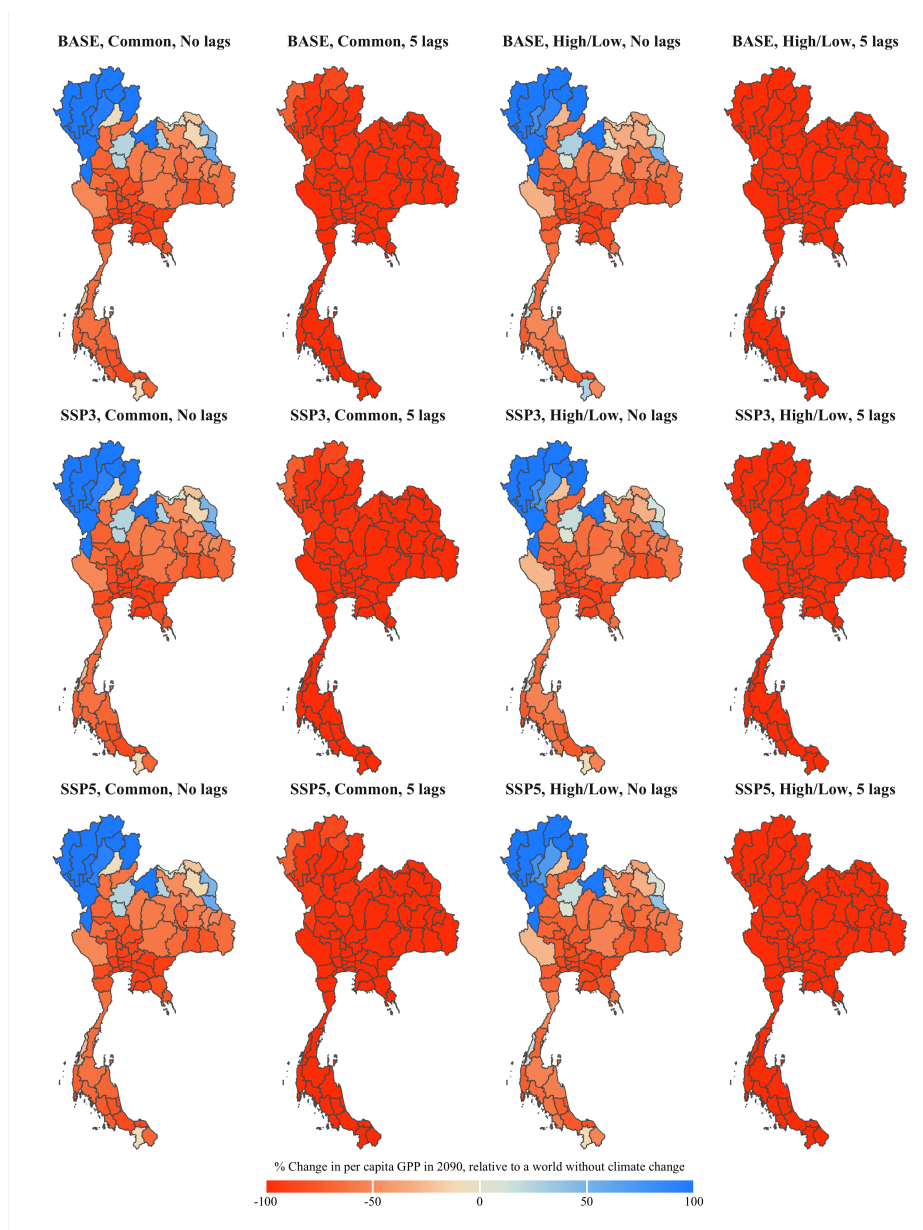 BASE, Common, No lags
BASE, Common, 5 lags
BASE, High/Low, No lags
BASE, High/Low, 5 lags
SSP3, Common, No lags
SSP3, Common, 5 lags
SSP3, High/Low, No lags
SSP3, High/Low, 5 lags
SSP5, Common, No lags
SSP5, Common, 5 lags
SSP5, High/Low, No lags
SSP5, High/Low, 5 lags
% Change in per capita GPP in 2090, relative to a world without climate change
-100 -50 0 50 100